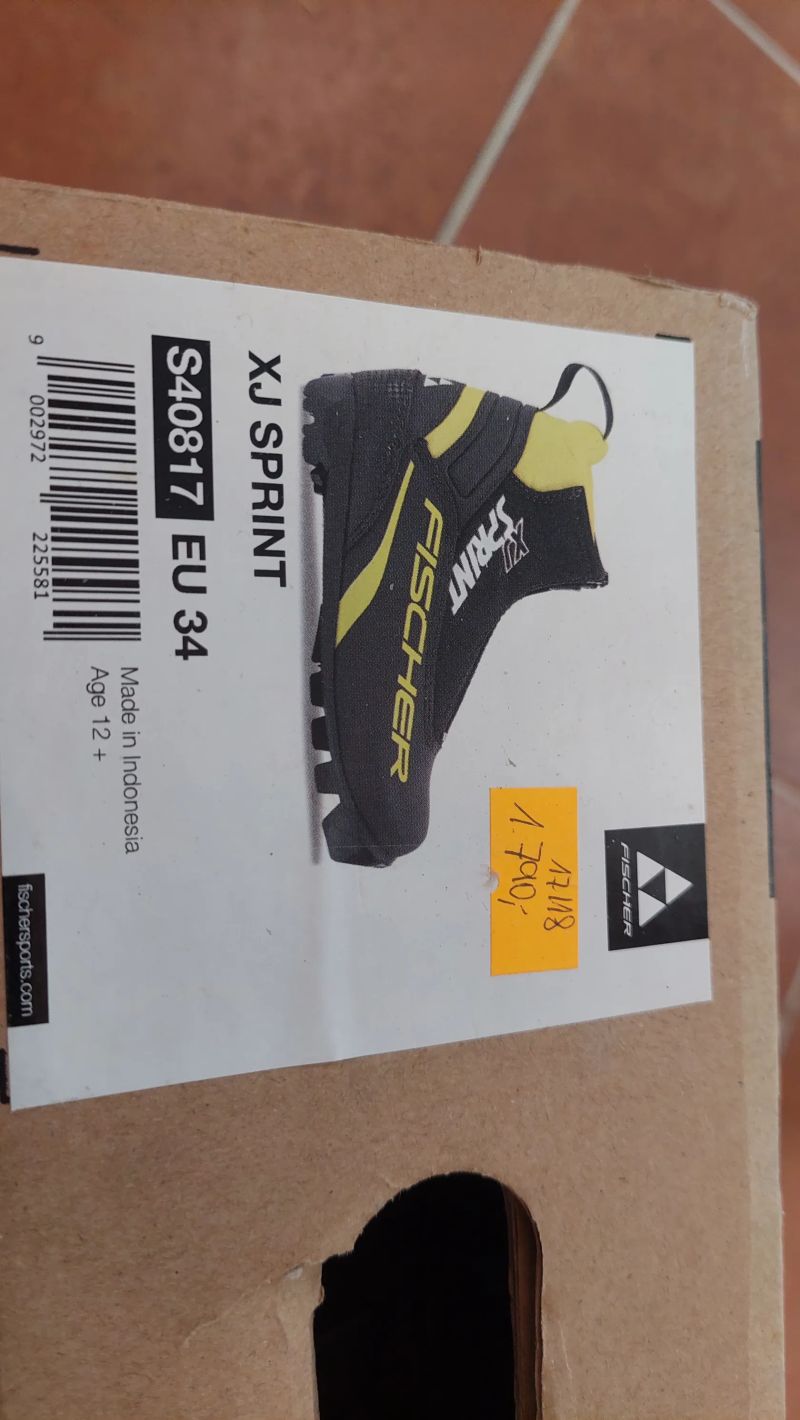 FISCHER
17/18
1.790,-
XJ
SPRINT
FISCHER
XJ SPRINT
S40817 EU 34
9 002972 225581
Made in Indonesia
Age 12 +
fischersports.com